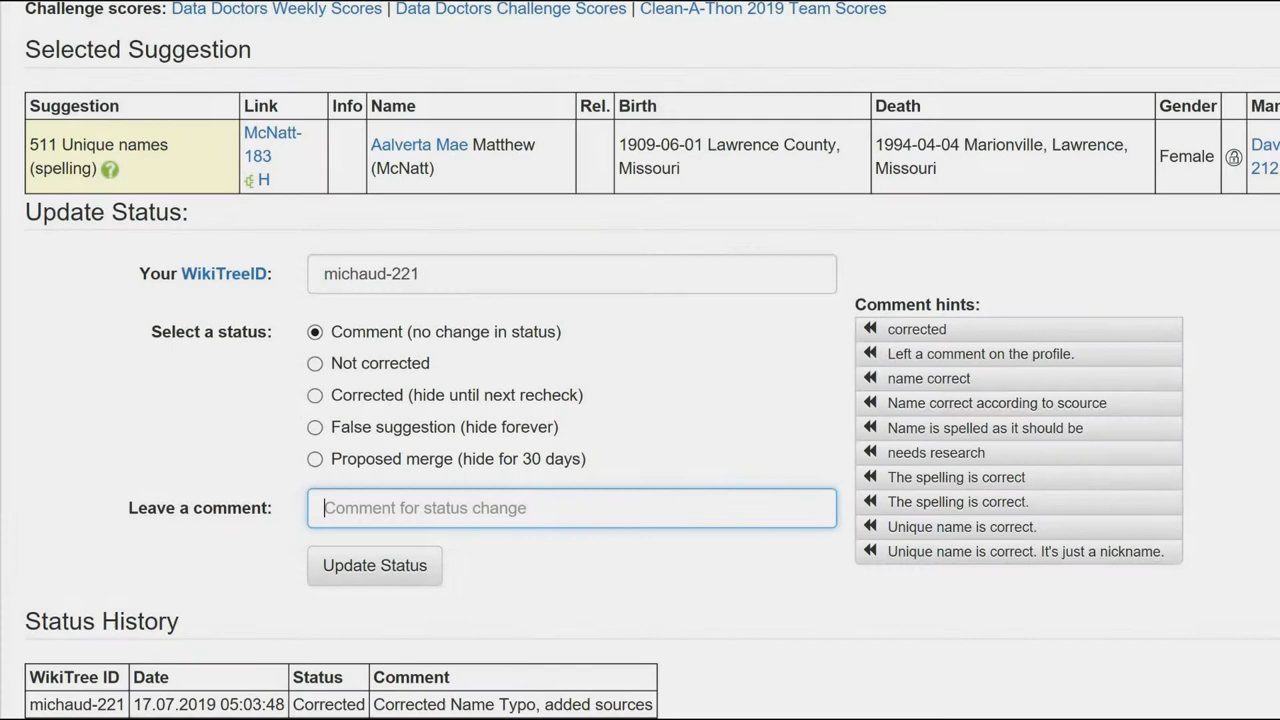 Challenge scores: Data Doctors Weekly Scores | Data Doctors Challenge Scores | Clean-A-Thon 2019 Team Scores
Selected Suggestion
Suggestion Link Info Name Rel. Birth Death Gender Mar
511 Unique names (spelling) McNatt-183 H Aalverta Mae Matthew (McNatt) 1909-06-01 Lawrence County, Missouri 1994-04-04 Marionville, Lawrence, Missouri Female Dav 212
Update Status:
Your WikiTreeID: michaud-221
Select a status: Comment (no change in status)
Not corrected
Corrected (hide until next recheck)
False suggestion (hide forever)
Proposed merge (hide for 30 days)
Leave a comment: Comment for status change
Update Status
Comment hints:
corrected
Left a comment on the profile.
name correct
Name correct according to scource
Name is spelled as it should be
needs research
The spelling is correct
The spelling is correct.
Unique name is correct.
Unique name is correct. It's just a nickname.
Status History
WikiTree ID Date Status Comment
michaud-221 17.07.2019 05:03:48 Corrected Corrected Name Typo, added sources